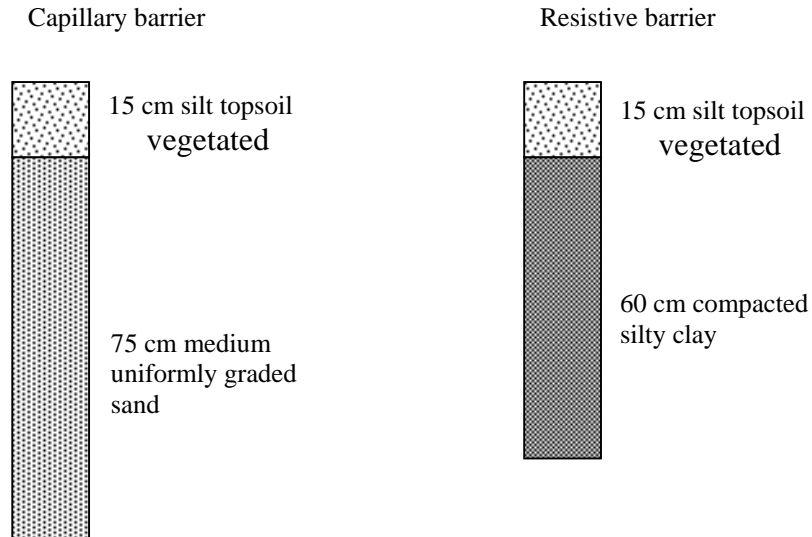 Capillary barrier
Resistive barrier
15 cm silt topsoil
vegetated
15 cm silt topsoil
vegetated
75 cm medium
uniformly graded
sand
60 cm compacted
silty clay